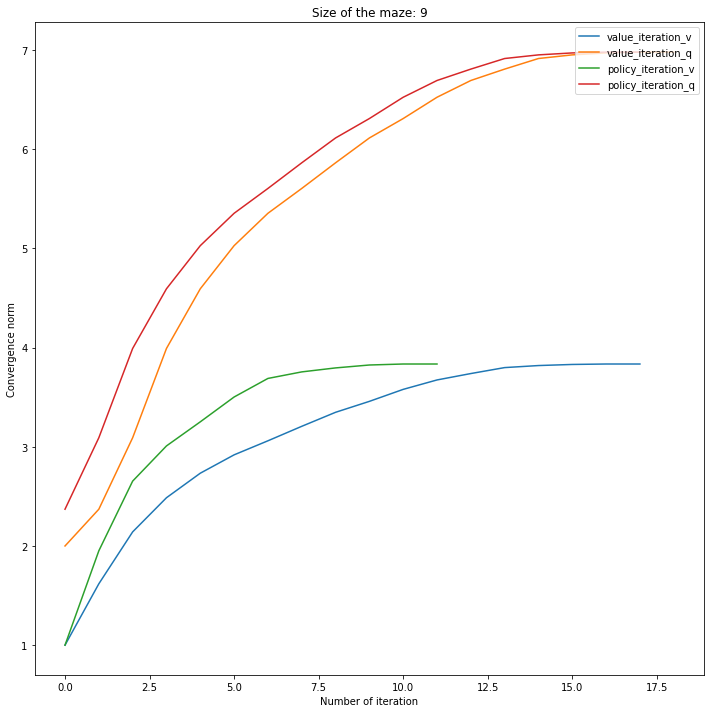 Size of the maze: 9
value_iteration_v
value_iteration_q
policy_iteration_v
policy_iteration_q
7
6
5
4
3
2
1
Convergence norm
0.0 2.5 5.0 7.5 10.0 12.5 15.0 17.5
Number of iteration